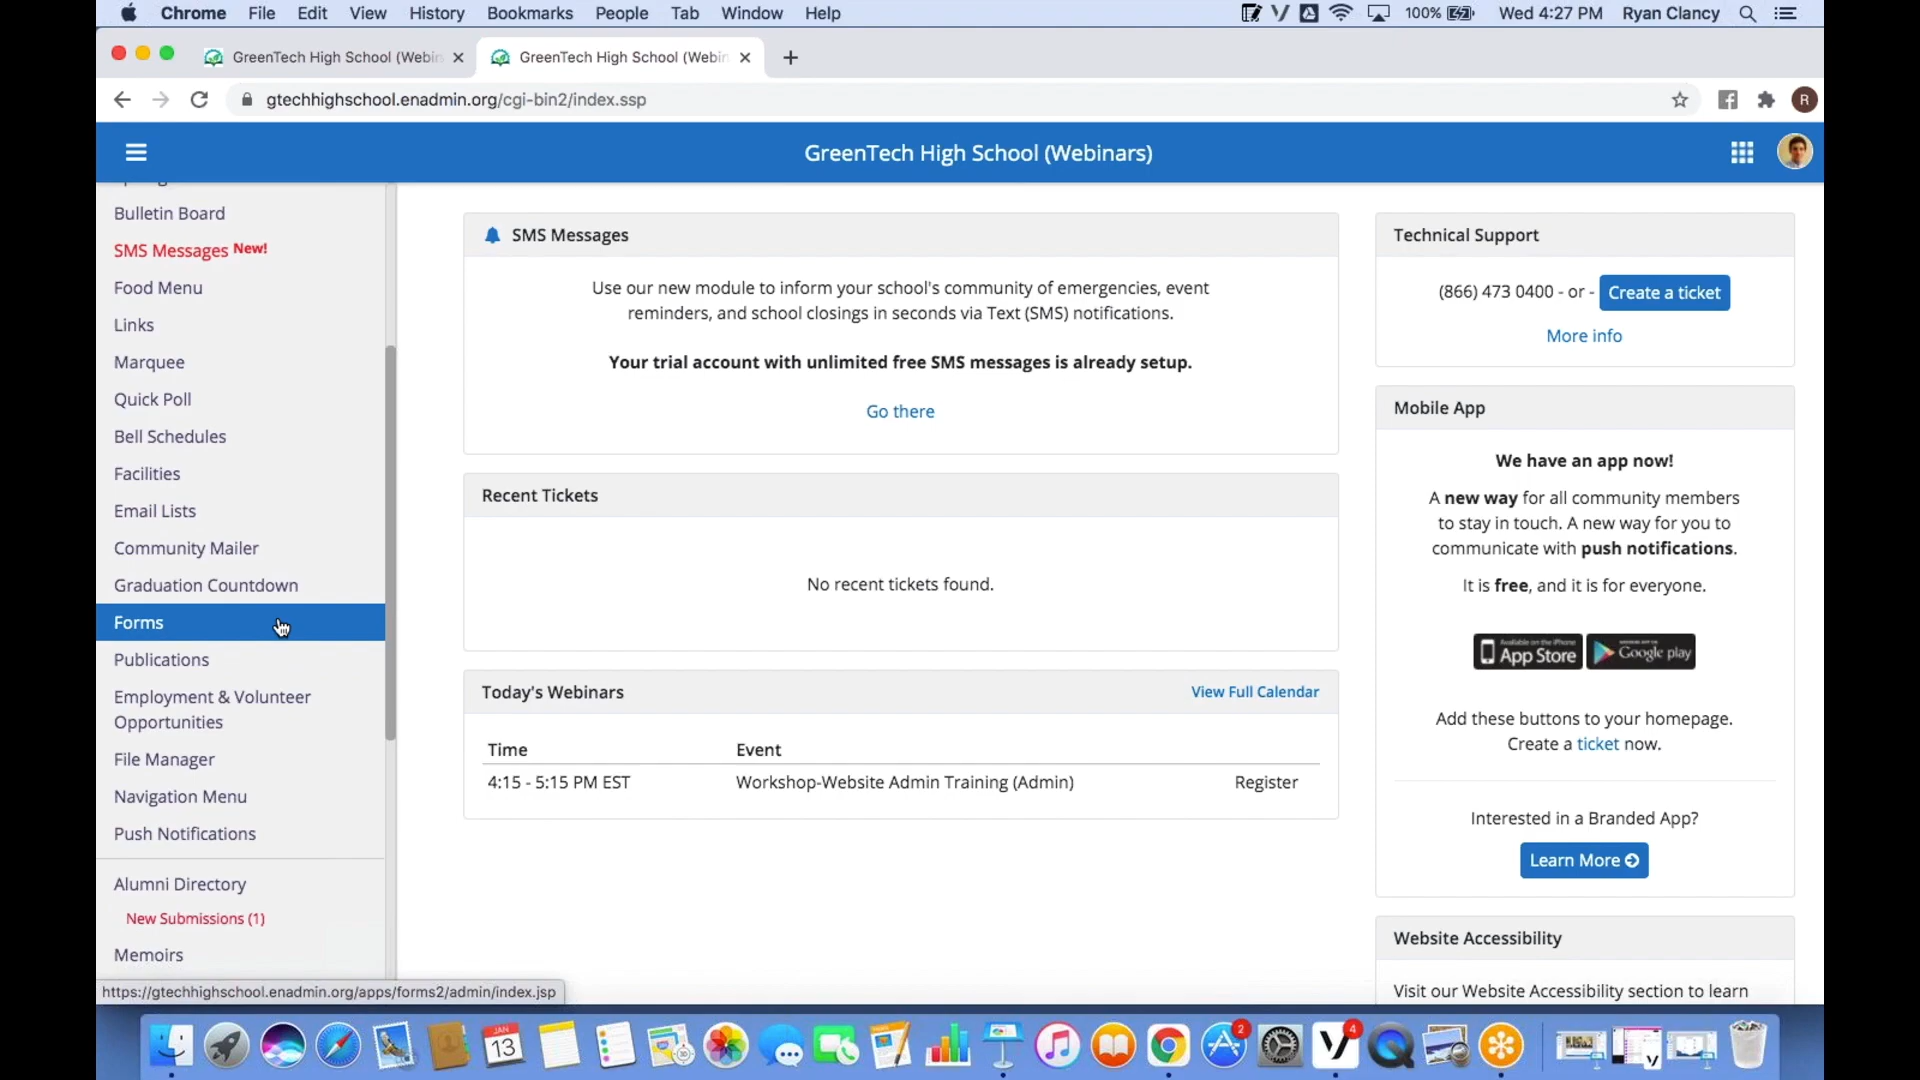 Chrome File Edit View History Bookmarks People Tab Window Help 100% Wed 4:27 PM Ryan Clancy
GreenTech High School (Webin
GreenTech High School (Webin
gtechhighschool.enadmin.org/cgi-bin2/index.ssp
R
GreenTech High School (Webinars)
Bulletin Board
SMS Messages New!
Food Menu
Links
Marquee
Quick Poll
Bell Schedules
Facilities
Email Lists
Community Mailer
Graduation Countdown
Forms
Publications
Employment & Volunteer
Opportunities
File Manager
Navigation Menu
Push Notifications
Alumni Directory
New Submissions (1)
Memoirs
https://gtechhighschool.enadmin.org/apps/forms2/admin/index.jsp
SMS Messages
Use our new module to inform your school's community of emergencies, event
reminders, and school closings in seconds via Text (SMS) notifications.
Your trial account with unlimited free SMS messages is already setup.
Go there
Recent Tickets
No recent tickets found.
Today's Webinars
View Full Calendar
Time Event
4:15 - 5:15 PM EST Workshop-Website Admin Training (Admin) Register
Technical Support
(866) 473 0400 - or - Create a ticket
More info
Mobile App
We have an app now!
A new way for all community members
to stay in touch. A new way for you to
communicate with push notifications.
It is free, and it is for everyone.
Available on the iPhone
App Store
Google play
Add these buttons to your homepage.
Create a ticket now.
Interested in a Branded App?
Learn More
Website Accessibility
Visit our Website Accessibility section to learn
JAN
13
2
4